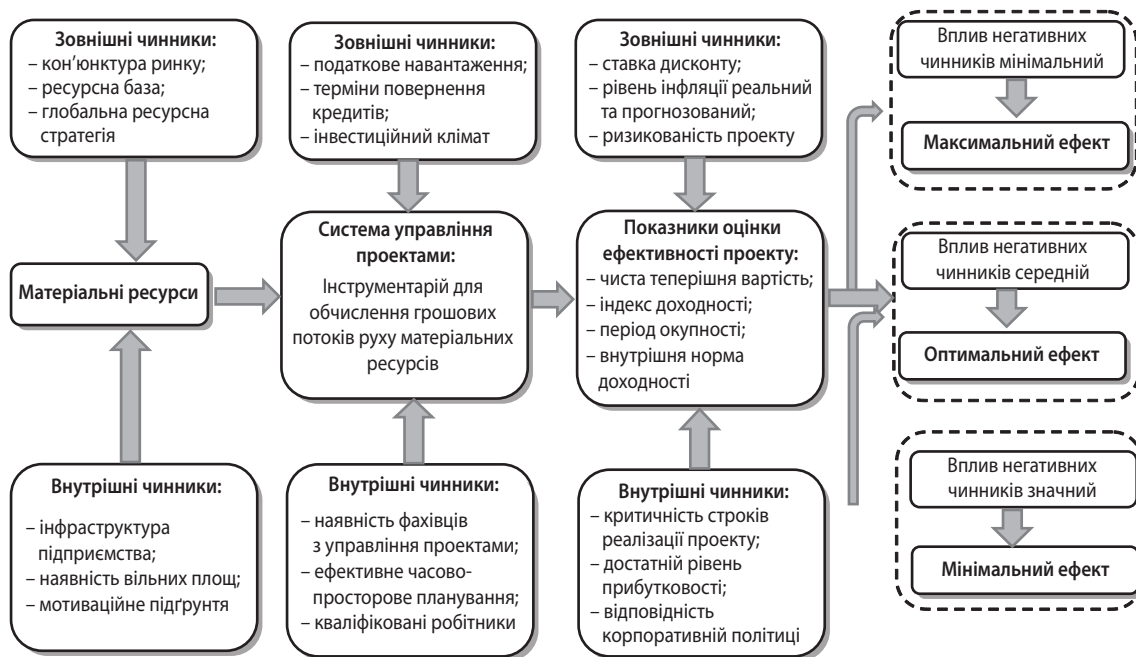 Зовнішні чинники:
– кон'юнктура ринку;
– ресурсна база;
– глобальна ресурсна
стратегія
Зовнішні чинники:
– податкове навантаження;
– терміни повернення
кредитів;
– інвестиційний клімат
Зовнішні чинники:
– ставка дисконту;
– рівень інфляції реальний
та прогнозований;
– ризикованість проекту
Вплив негативних
чинників мінімальний
Максимальний ефект
Матеріальні ресурси
Система управління
проектами:
Інструментарій для
обчислення грошових
потоків руху матеріальних
ресурсів
Показники оцінки
ефективності проекту:
– чиста теперішня вартість;
– індекс доходності;
– період окупності;
– внутрішня норма
доходності
Вплив негативних
чинників середній
Оптимальний ефект
Внутрішні чинники:
– інфраструктура
підприємства;
– наявність вільних площ;
– мотиваційне підґрунтя
Внутрішні чинники:
– наявність фахівців
з управління проектами;
– ефективне часово-
просторове планування;
– кваліфіковані робітники
Внутрішні чинники:
– критичність строків
реалізації проекту;
– достатній рівень
прибутковості;
– відповідність
корпоративній політиці
Вплив негативних
чинників значний
Мінімальний ефект